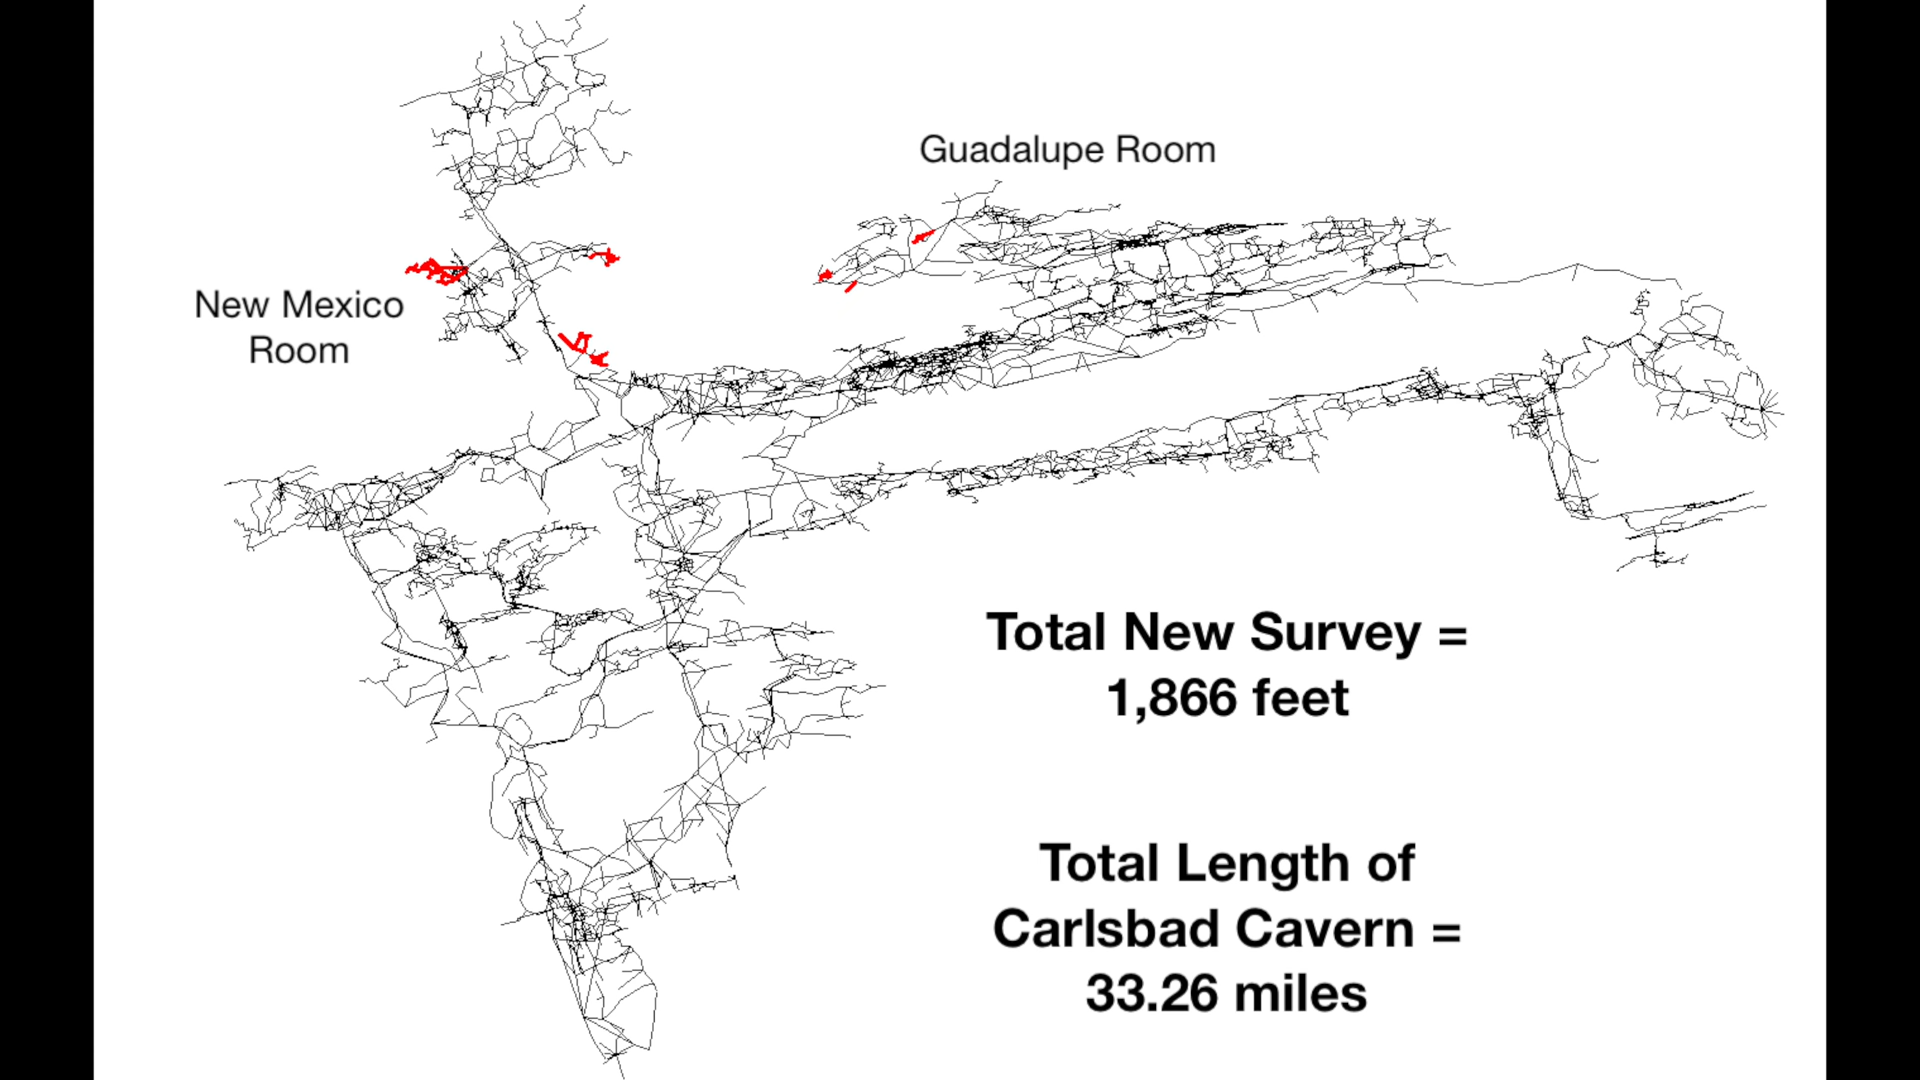 Guadalupe Room
New Mexico
Room
Total New Survey =
1,866 feet
Total Length of
Carlsbad Cavern =
33.26 miles